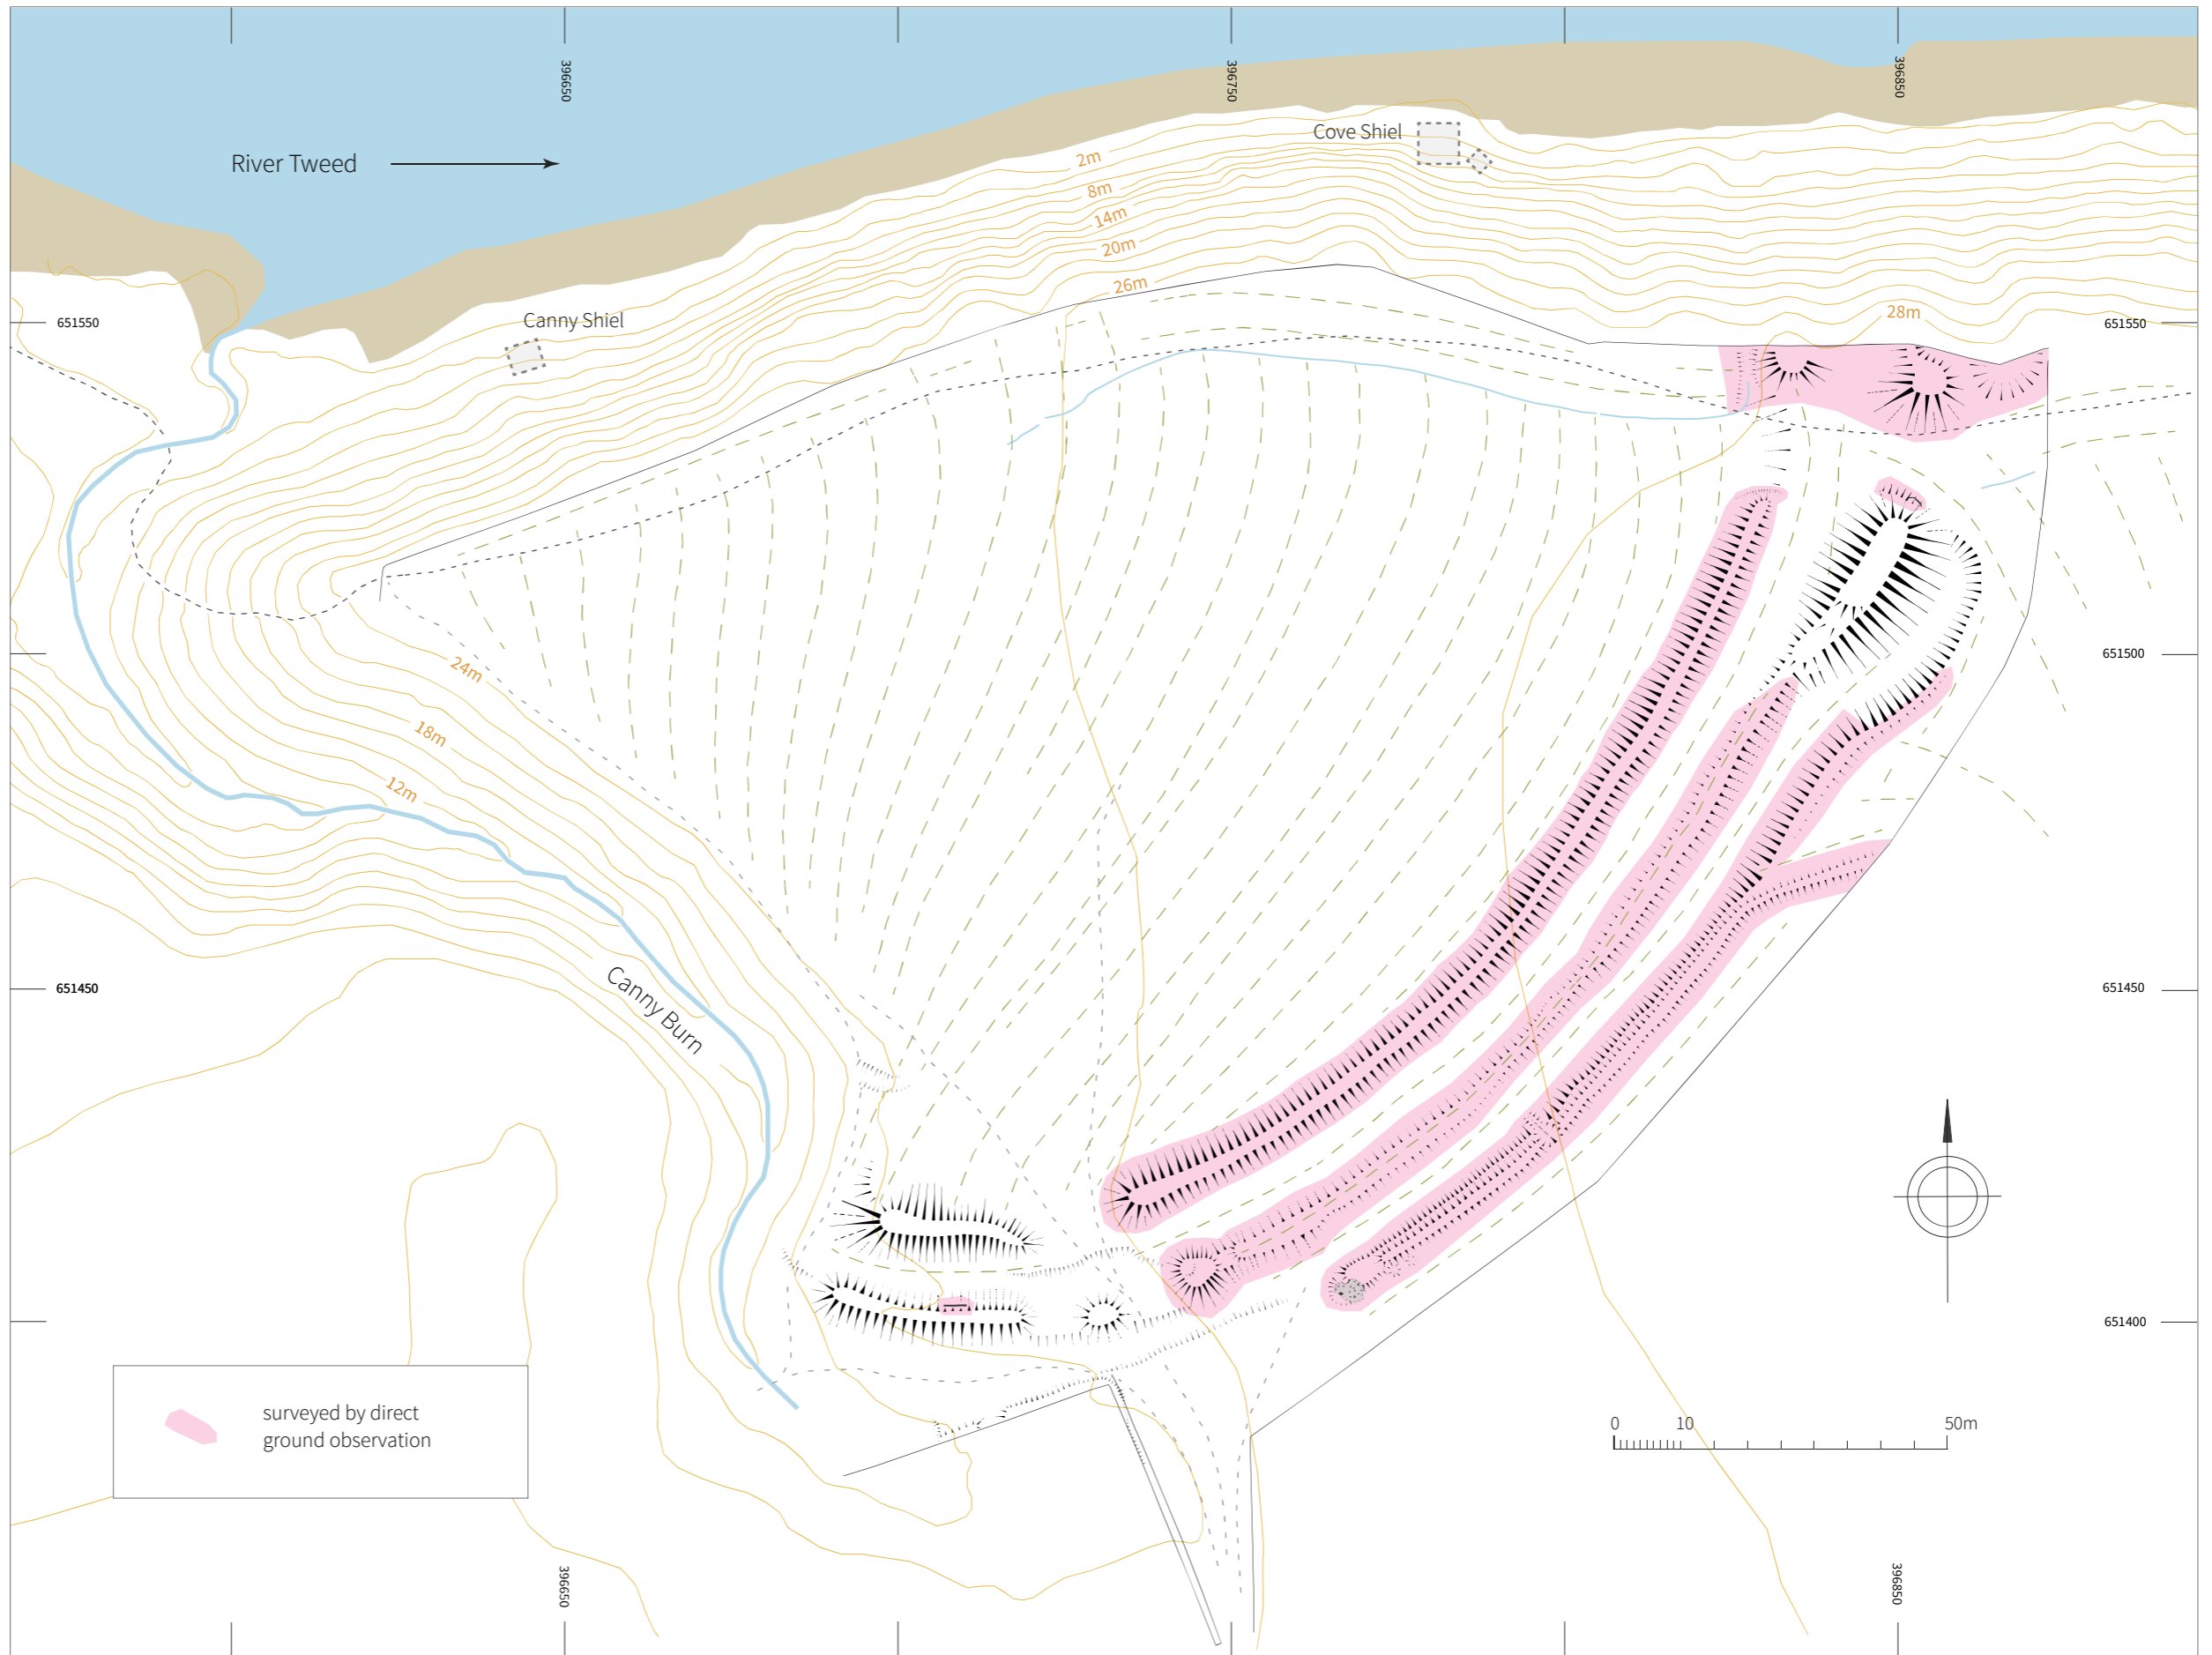 396650
396750
396850
River Tweed
Cove Shiel
2m
8m
14m
20m
26m
28m
651550
Canny Shiel
651550
651500
24m
18m
12m
651450
Canny Burn
651450
651400
surveyed by direct
ground observation
0 10 50m
396650
396850